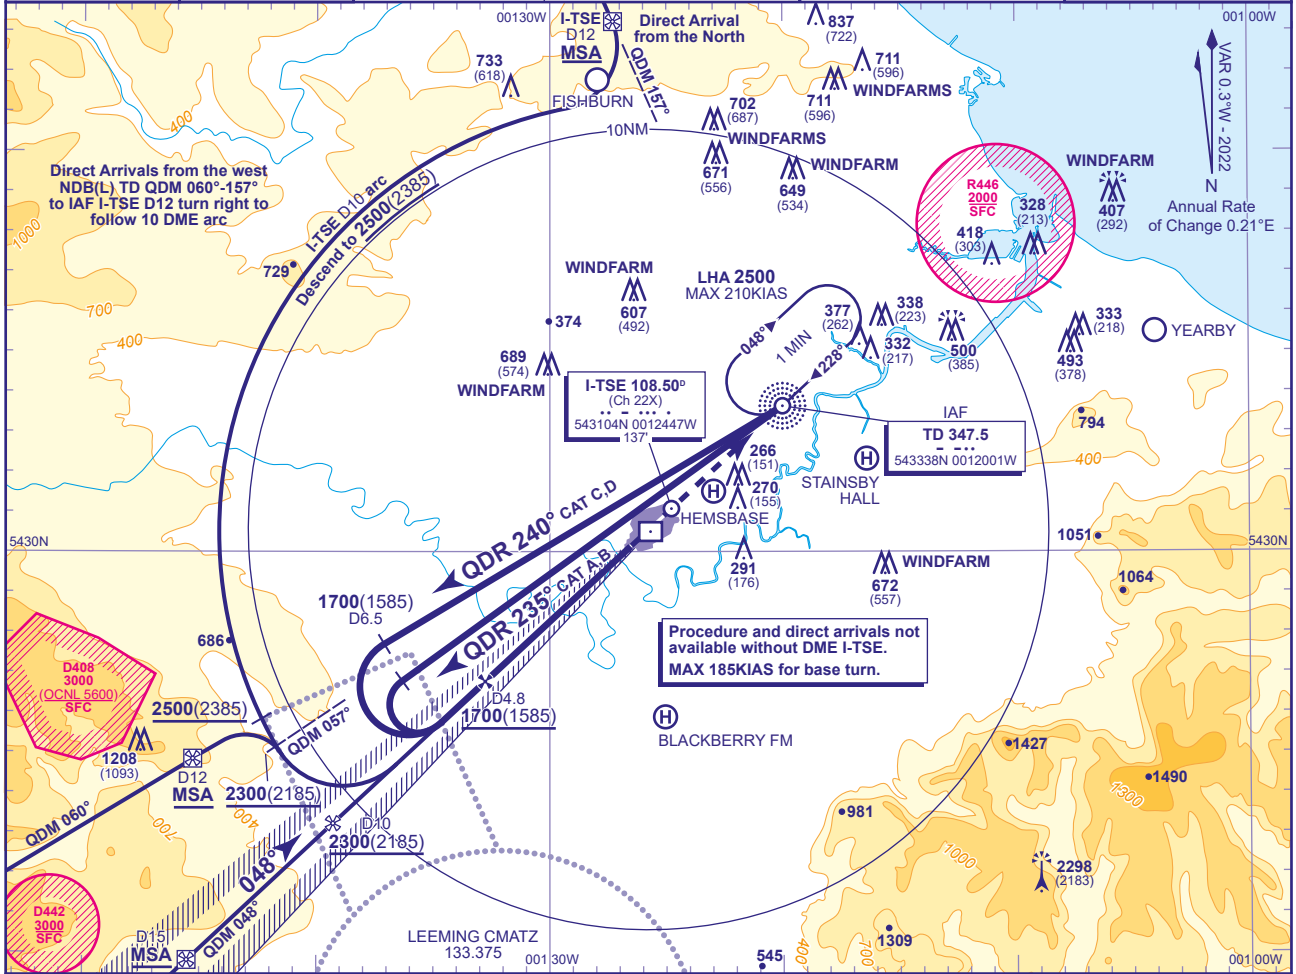 00130W
00100W
I-TSE
D12
MSA
Direct Arrival
from the North
QDM 157°
FISHBURN
10NM
733
(618)
837
(722)
711
(596)
711
(596)
WINDFARMS
702
(687)
WINDFARMS
671
(556)
649
(534)
WINDFARM
VAR 0.3°W - 2022
N
Annual Rate
of Change 0.21°E
WINDFARM
407
(292)
R446
2000
SFC
328
(213)
418
(303)
400
1000
Direct Arrivals from the west
NDB(L) TD QDM 060°-157°
to IAF I-TSE D12 turn right to
follow 10 DME arc
I-TSE D10 arc
Descend to 2500(2385)
729
700
400
WINDFARM
607
(492)
374
689
(574)
WINDFARM
LHA 2500
MAX 210KIAS
048°
1 MIN
228°
377
(262)
338
(223)
332
(217)
500
(385)
333
(218)
493
(378)
YEARBY
I-TSE 108.50D
(Ch 22X)
543104N 0012447W
137'
IAF
TD 347.5
543338N 0012001W
794
400
266
(151)
270
(155)
HEMSBASE
H
H
STAINSBY
HALL
5430N
5430N
1051
1064
291
(176)
672
(557)
WINDFARM
QDR 240° CAT C,D
QDR 235° CAT A,B
1700(1585)
D6.5
686
D4.8
1700(1585)
Procedure and direct arrivals not
available without DME I-TSE.
MAX 185KIAS for base turn.
H
BLACKBERRY FM
D408
3000
(OCNL 5600)
SFC
2500(2385)
QDM 057°
1208
(1093)
D12
MSA
2300(2185)
QDM 060°
700
400
D10
2300(2185)
048°
QDM 048°
D442
3000
SFC
D15
MSA
LEEMING CMATZ
133.375
00130W
545
400
700
1309
981
1000
1427
1490
1300
2298
(2183)
00100W